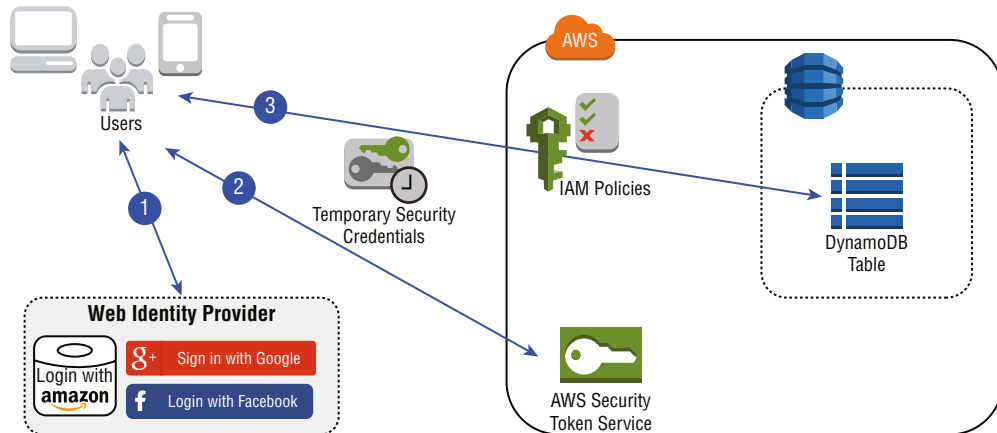 AWS
Users
3
2
1
IAM Policies
Temporary Security
Credentials
DynamoDB
Table
Web Identity Provider
Login with
amazon
g+ Sign in with Google
f Login with Facebook
AWS Security
Token Service